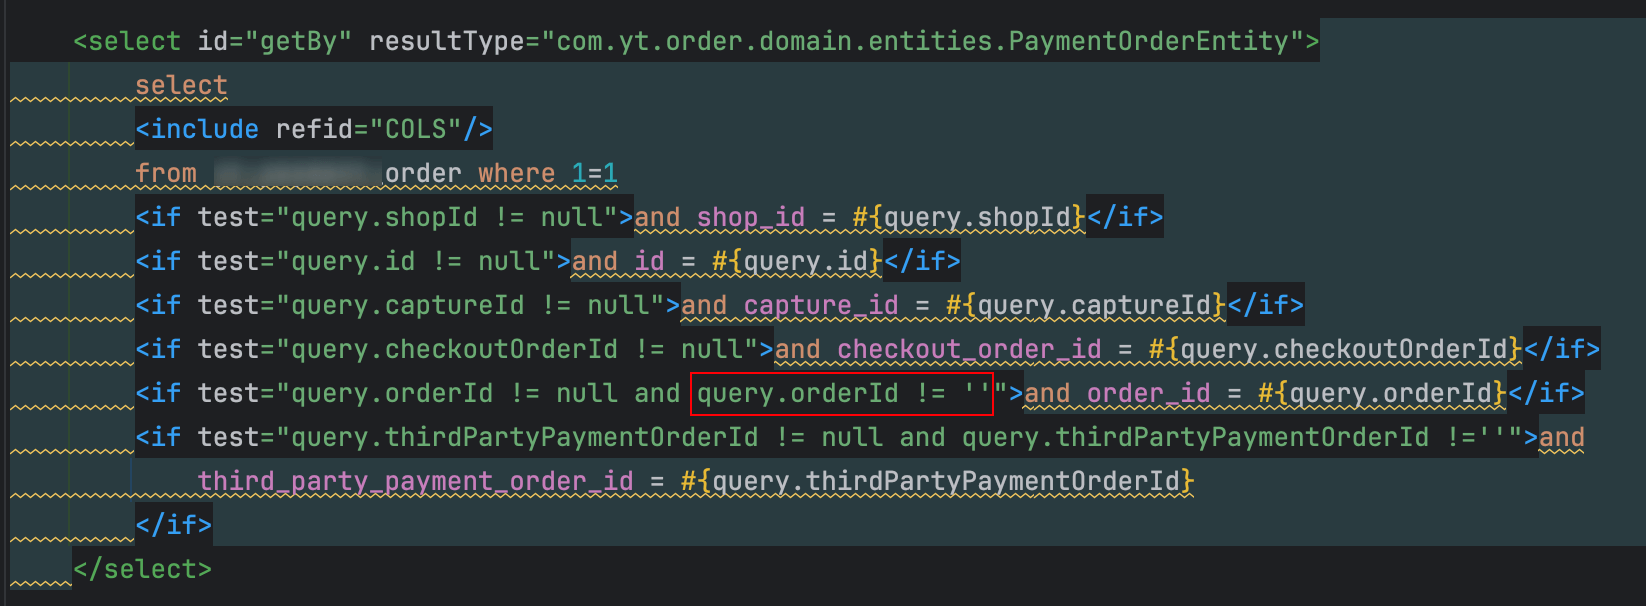 <select id="getBy" resultType="com.yt.order.domain.entities.PaymentOrderEntity">
select
<include refid="COLS"/>
from order where 1=1
<if test="query.shopId != null">and shop_id = #{query.shopId}</if>
<if test="query.id != null">and id = #{query.id}</if>
<if test="query.captureId != null">and capture_id = #{query.captureId}</if>
<if test="query.checkoutOrderId != null">and checkout_order_id = #{query.checkoutOrderId}</if>
<if test="query.orderId != null and query.orderId != ''">and order_id = #{query.orderId}</if>
<if test="query.thirdPartyPaymentOrderId != null and query.thirdPartyPaymentOrderId !=''">and
third_party_payment_order_id = #{query.thirdPartyPaymentOrderId}
</if>
</select>